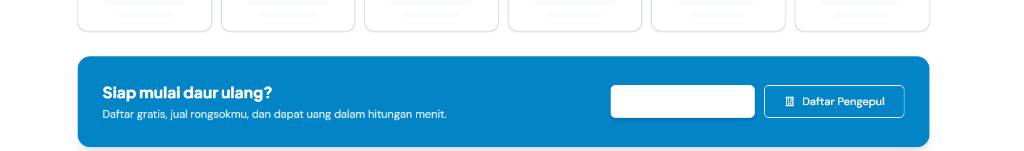 Siap mulai daur ulang?
Daftar gratis, jual rongsokmu, dan dapat uang dalam hitungan menit.
Daftar Pengepul